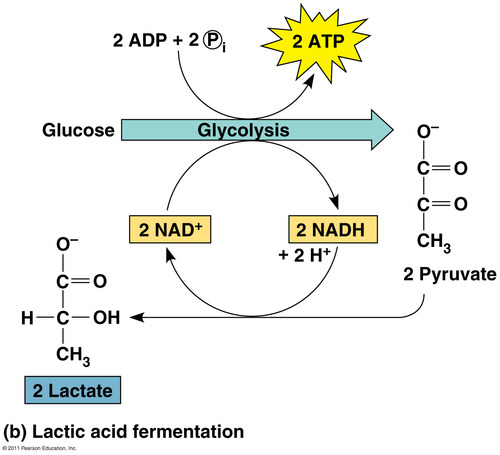 2 ADP + 2 Ⓟi
2 ATP
Glucose
Glycolysis
O−
C=O
C=O
CH3
2 NAD+
2 NADH
+ 2 H+
2 Pyruvate
O−
C=O
H–C–OH
CH3
2 Lactate
(b) Lactic acid fermentation
© 2011 Pearson Education, Inc.